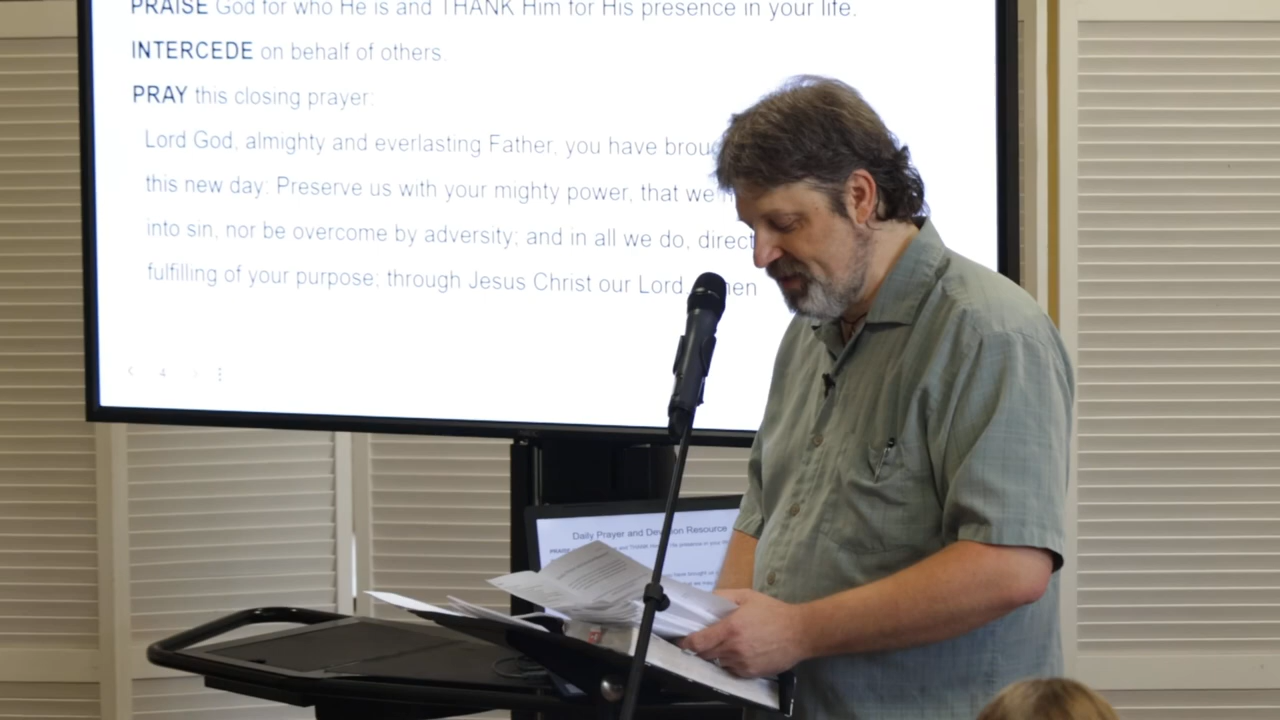 PRAISE God for who He is and THANK Him for His presence in your life.
INTERCEDE on behalf of others.
PRAY this closing prayer:
Lord God, almighty and everlasting Father, you have
this new day: Preserve us with your mighty power, that we
into sin, nor be overcome by adversity; and in all we do, direct
fulfilling of your purpose; through Jesus Christ our Lord.
4
Daily Prayer and Resource